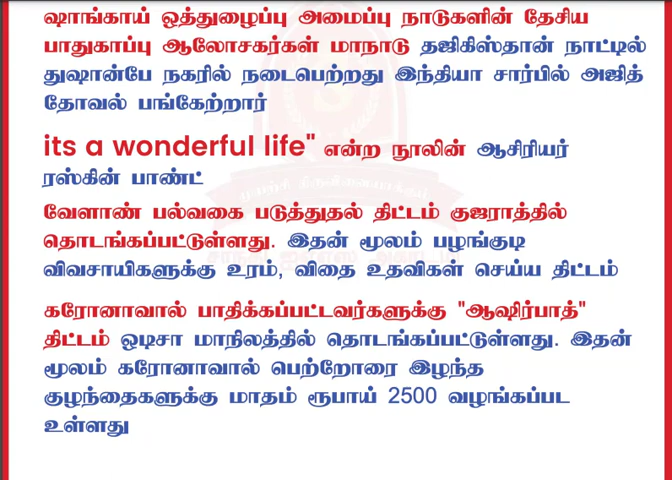 ஷாங்காய் ஒத்துழைப்பு அமைப்பு நாடுகளின் தேசிய
பாதுகாப்பு ஆலோசகர்கள் மாநாடு தஜிகிஸ்தான் நாட்டில்
துஷான்பே நகரில் நடைபெற்றது இந்தியா சார்பில் அஜித்
தோவல் பங்கேற்றார்
its a wonderful life" என்ற நூலின் ஆசிரியர்
ரஸ்கின் பாண்ட்
வேளாண் பல்வகை படுத்துதல் திட்டம் குஜராத்தில்
தொடங்கப்பட்டுள்ளது. இதன் மூலம் பழங்குடி
விவசாயிகளுக்கு உரம், விதை உதவிகள் செய்ய திட்டம்
கரோனாவால் பாதிக்கப்பட்டவர்களுக்கு "ஆஷிர்பாத்"
திட்டம் ஒடிசா மாநிலத்தில் தொடங்கப்பட்டுள்ளது. இதன்
மூலம் கரோனாவால் பெற்றோரை இழந்த
குழந்தைகளுக்கு மாதம் ரூபாய் 2500 வழங்கப்பட
உள்ளது